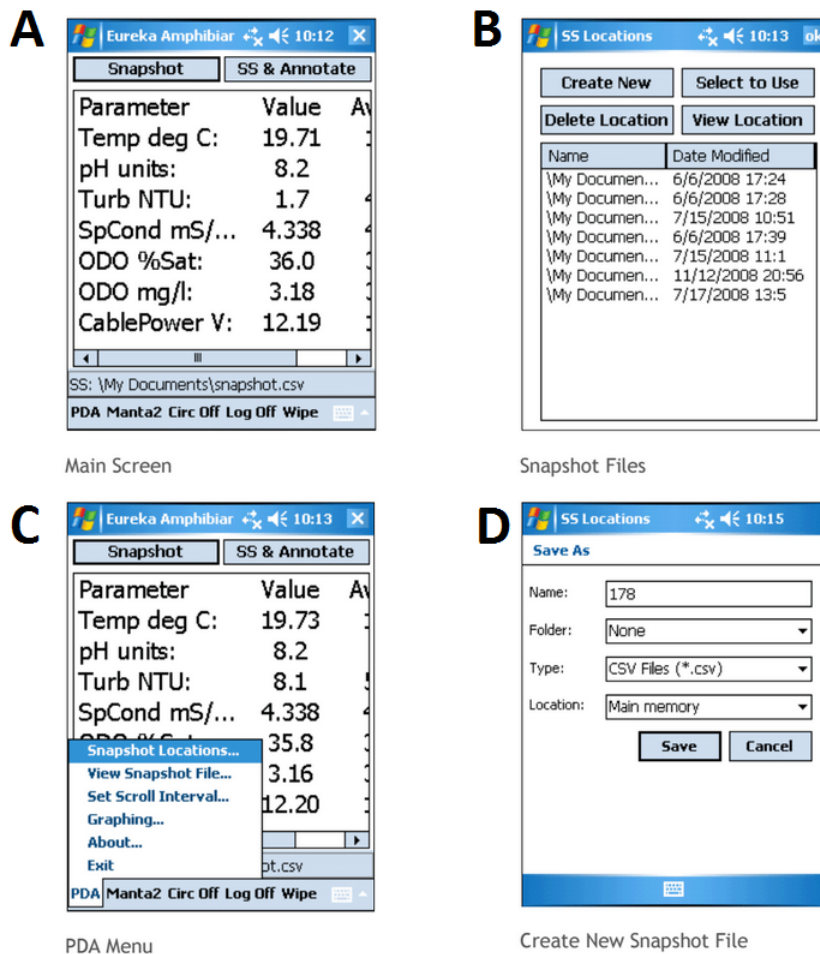 A
Eureka Amphibiar 10:12
Snapshot SS & Annotate
Parameter Value Av
Temp deg C: 19.71
pH units: 8.2
Turb NTU: 1.7
SpCond mS/... 4.338
ODO %Sat: 36.0
ODO mg/l: 3.18
CablePower V: 12.19
SS: \My Documents\snapshot.csv
PDA Manta2 Circ Off Log Off Wipe
Main Screen
B
SS Locations 10:13 ok
Create New Select to Use
Delete Location View Location
Name Date Modified
\My Documen... 6/6/2008 17:24
\My Documen... 6/6/2008 17:28
\My Documen... 7/15/2008 10:51
\My Documen... 6/6/2008 17:39
\My Documen... 7/15/2008 11:1
\My Documen... 11/12/2008 20:56
\My Documen... 7/17/2008 13:5
Snapshot Files
C
Eureka Amphibiar 10:13
Snapshot SS & Annotate
Parameter Value Av
Temp deg C: 19.73
pH units: 8.2
Turb NTU: 8.1
SpCond mS/... 4.338
35.8
3.16
12.20
Snapshot Locations...
View Snapshot File...
Set Scroll Interval...
Graphing...
About...
Exit
ot.csv
PDA Manta2 Circ Off Log Off Wipe
PDA Menu
D
SS Locations 10:15
Save As
Name: 178
Folder: None
Type: CSV Files (*.csv)
Location: Main memory
Save Cancel
Create New Snapshot File